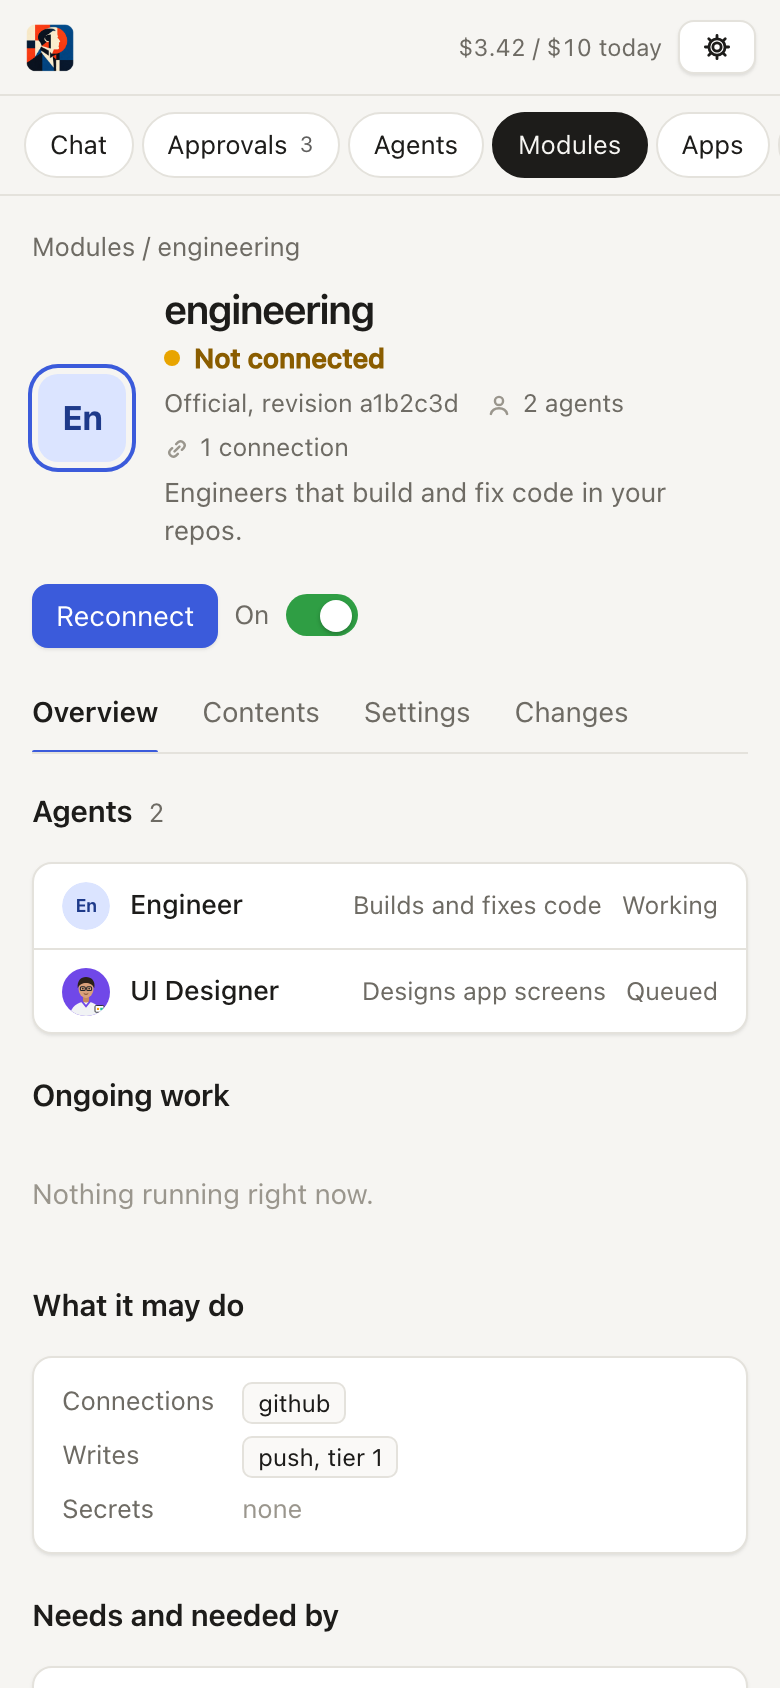 $3.42 / $10 today
Chat
Approvals 3
Agents
Modules
Apps
Modules / engineering
engineering
Not connected
Official, revision a1b2c3d
2 agents
1 connection
En
Engineers that build and fix code in your
repos.
Reconnect
On
Overview
Contents
Settings
Changes
Agents 2
En
Engineer
Builds and fixes code
Working
UI Designer
Designs app screens
Queued
Ongoing work
Nothing running right now.
What it may do
Connections
github
Writes
push, tier 1
Secrets
none
Needs and needed by